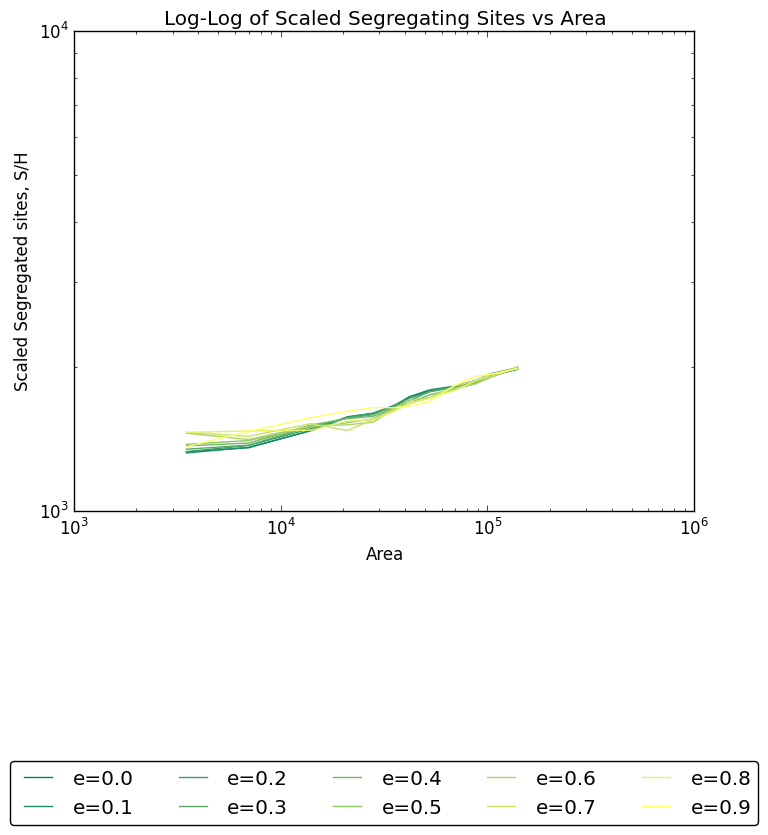 Log-Log of Scaled Segregating Sites vs Area
10^4
Scaled Segregated sites, S/H
10^3
10^3 10^4 10^5 10^6
Area
e=0.0 e=0.2 e=0.4 e=0.6 e=0.8
e=0.1 e=0.3 e=0.5 e=0.7 e=0.9